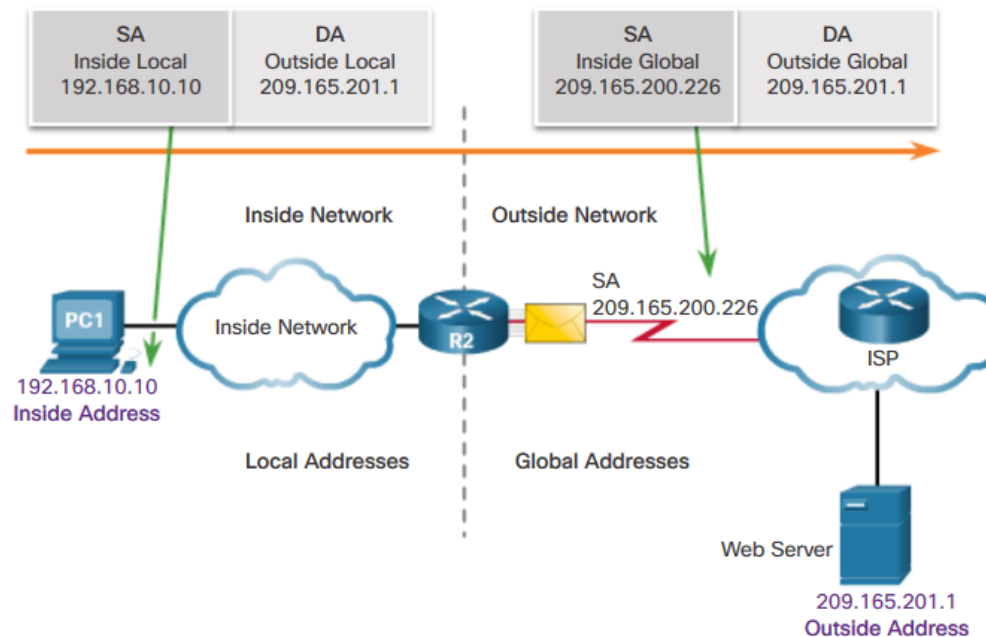 SA
Inside Local
192.168.10.10
DA
Outside Local
209.165.201.1
SA
Inside Global
209.165.200.226
DA
Outside Global
209.165.201.1
Inside Network
Outside Network
SA
209.165.200.226
PC1
Inside Network
R2
ISP
192.168.10.10
Inside Address
Local Addresses
Global Addresses
Web Server
209.165.201.1
Outside Address